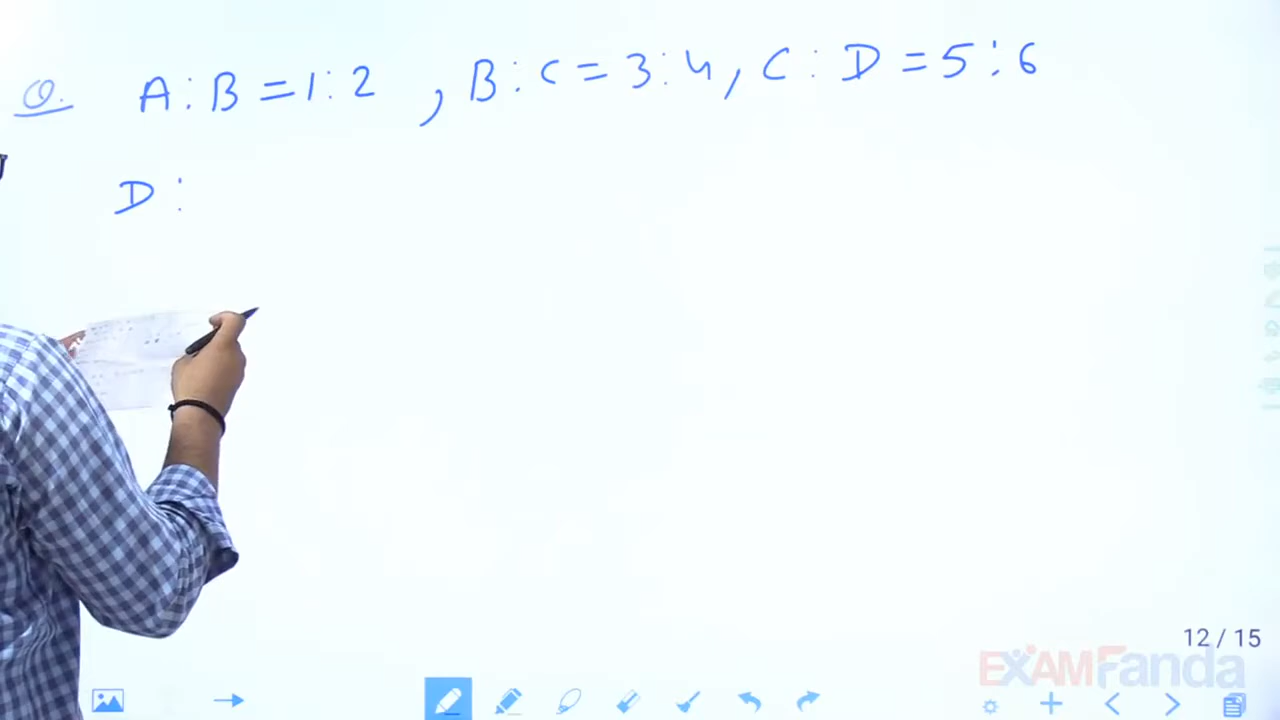 Q. A : B = 1 : 2 , B : C = 3 : 4 , C : D = 5 : 6
D :
12 / 15
EXAMFanda